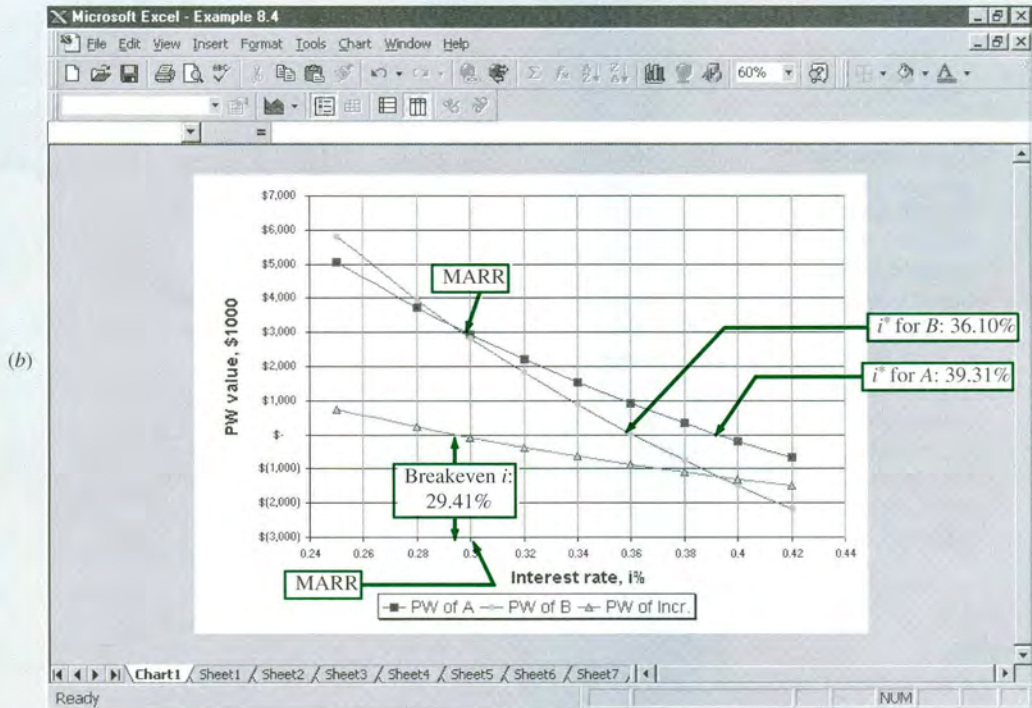 Microsoft Excel - Example 8.4
File Edit View Insert Format Tools Chart Window Help
60%
=
(b)
$7,000
$6,000
$5,000
$4,000
$3,000
$2,000
$1,000
$-
$(1,000)
$(2,000)
$(3,000)
PW value, $1000
MARR
i* for B: 36.10%
i* for A: 39.31%
Breakeven i:
29.41%
0.24 0.26 0.28 0.3 0.32 0.34 0.36 0.38 0.4 0.42 0.44
MARR
Interest rate, i%
PW of A PW of B PW of Incr.
Chart1 Sheet1 Sheet2 Sheet3 Sheet4 Sheet5 Sheet6 Sheet7
Ready NUM